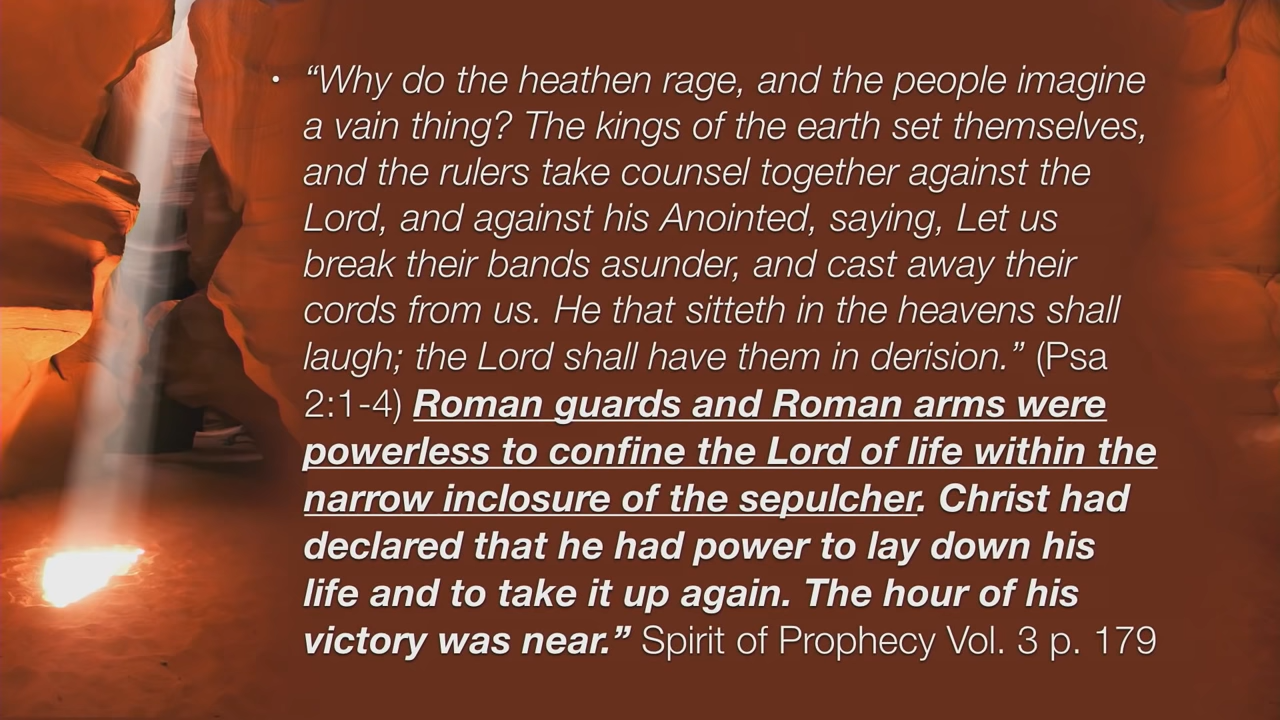 • “Why do the heathen rage, and the people imagine
a vain thing? The kings of the earth set themselves,
and the rulers take counsel together against the
Lord, and against his Anointed, saying, Let us
break their bands asunder, and cast away their
cords from us. He that sitteth in the heavens shall
laugh; the Lord shall have them in derision.” (Psa
2:1-4) Roman guards and Roman arms were
powerless to confine the Lord of life within the
narrow inclosure of the sepulcher. Christ had
declared that he had power to lay down his
life and to take it up again. The hour of his
victory was near.” Spirit of Prophecy Vol. 3 p. 179